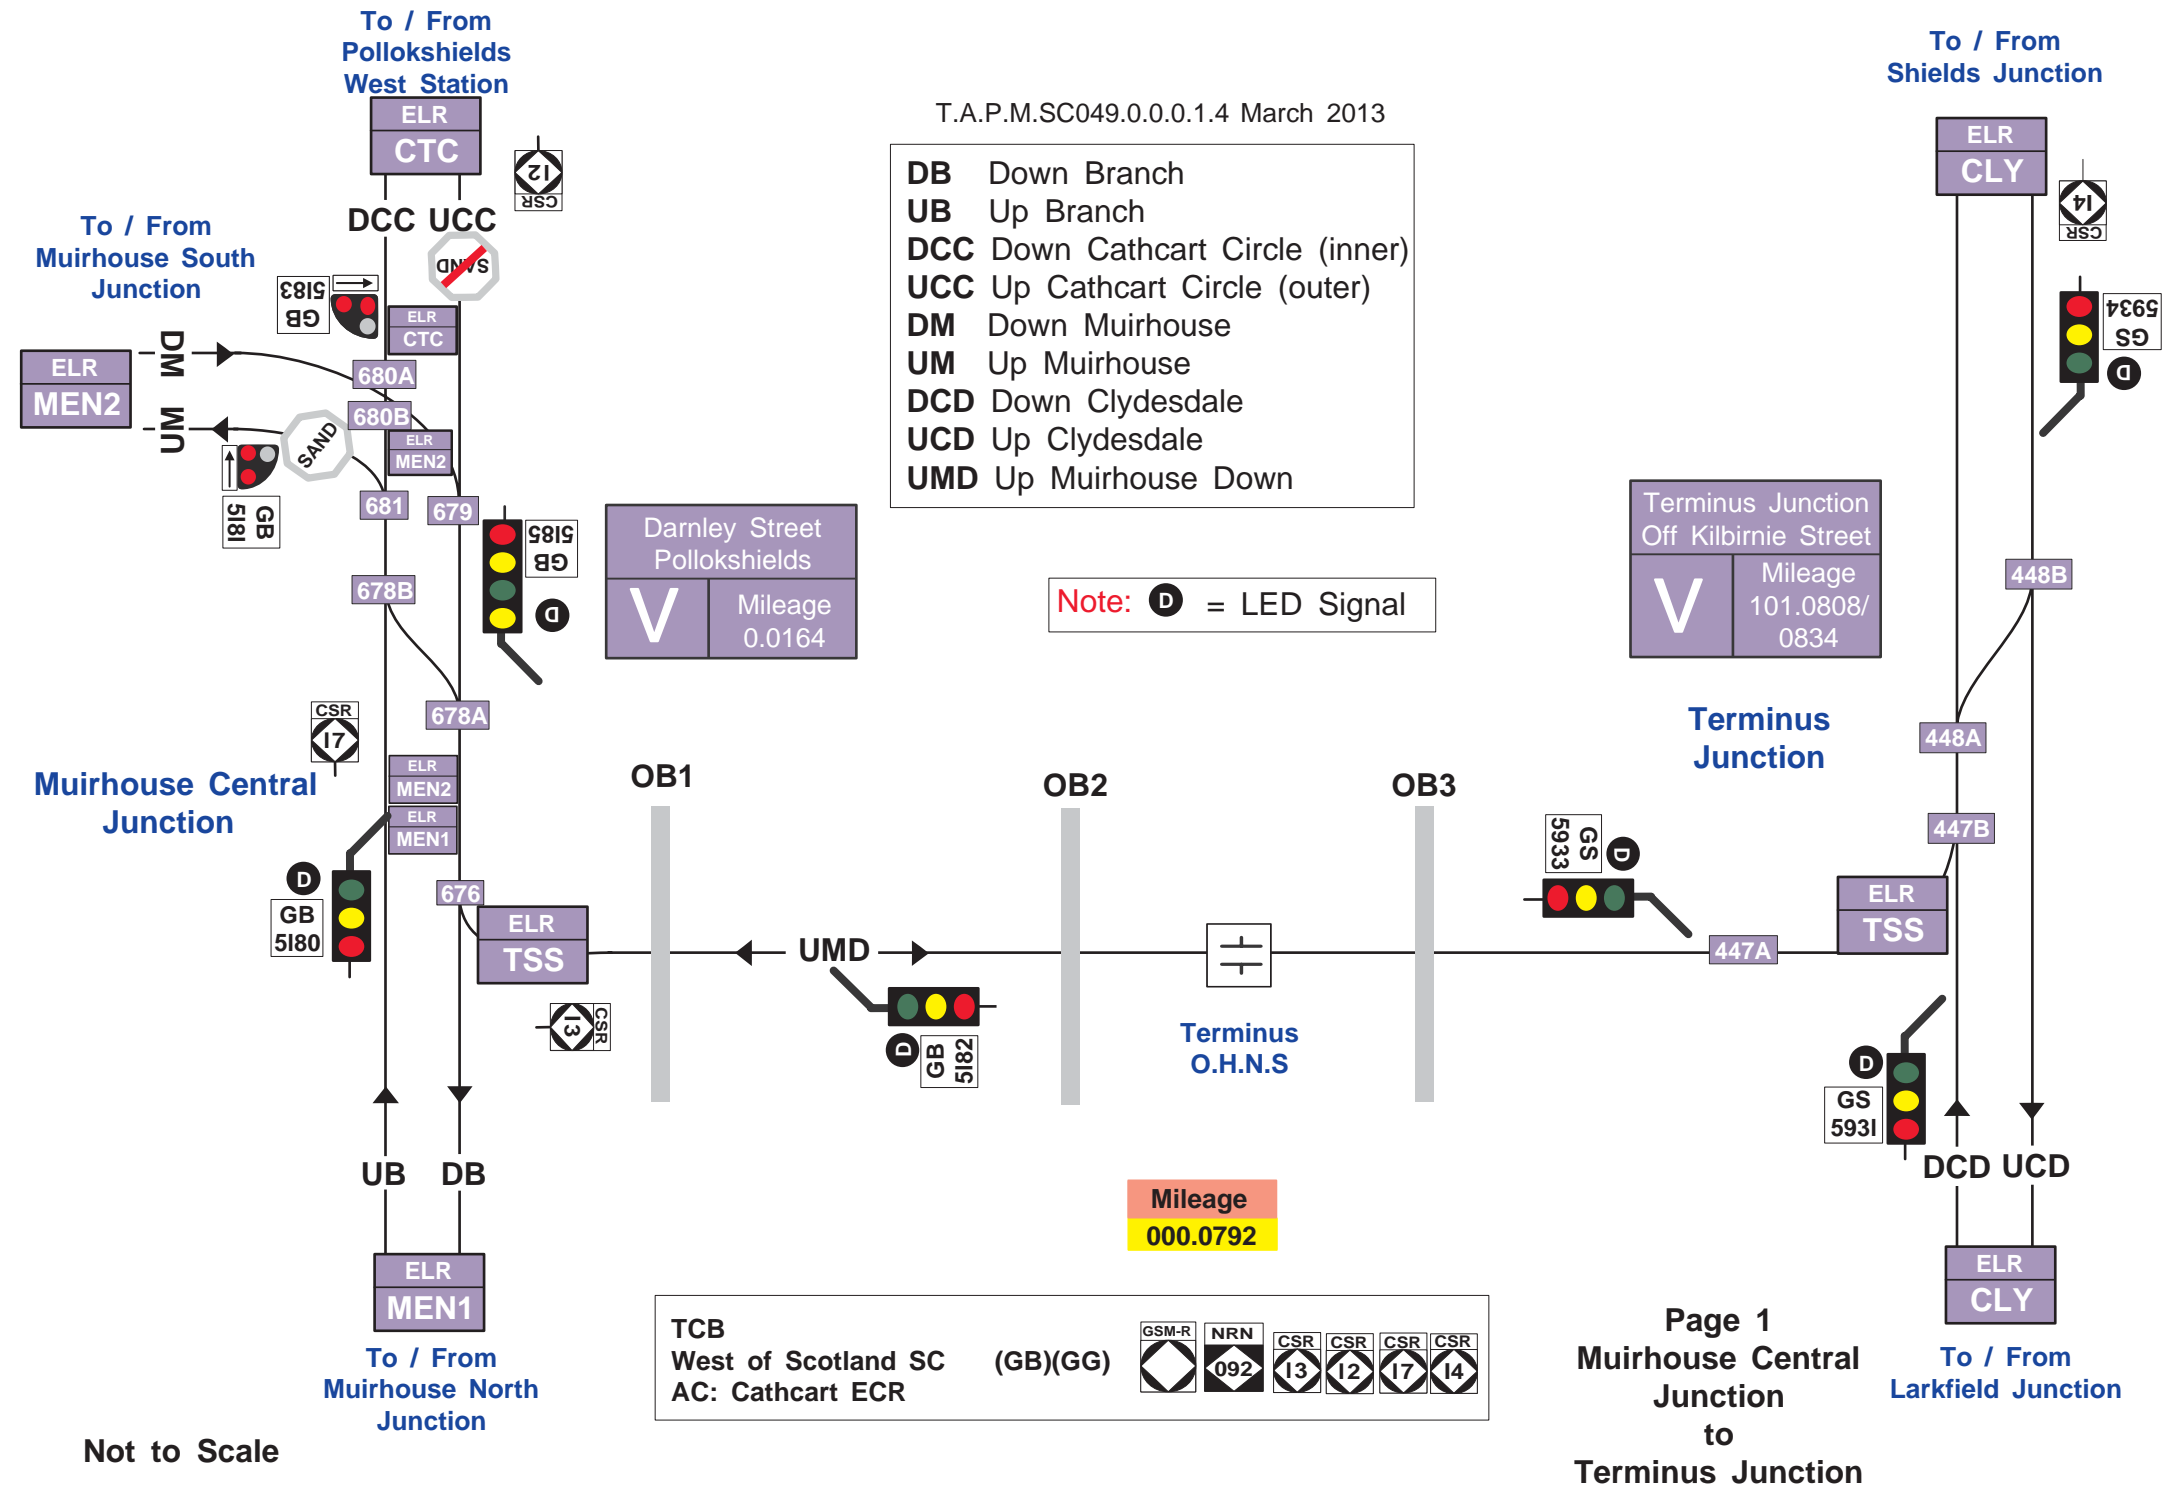 To / From
Pollokshields
West Station
ELR
CTC
CSR
I2
DCC UCC
SAND
To / From
Muirhouse South
Junction
GB
5I83
ELR
CTC
DM
ELR
MEN2
UM
680A
680B
ELR
MEN2
SAND
GB
5I8I
681
679
GB
5I85
D
678B
678A
CSR
I7
Muirhouse Central
Junction
ELR
MEN2
ELR
MEN1
D
GB
5I80
676
ELR
TSS
CSR
I3
UB DB
ELR
MEN1
To / From
Muirhouse North
Junction
Not to Scale
T.A.P.M.SC049.0.0.0.1.4 March 2013
DB Down Branch
UB Up Branch
DCC Down Cathcart Circle (inner)
UCC Up Cathcart Circle (outer)
DM Down Muirhouse
UM Up Muirhouse
DCD Down Clydesdale
UCD Up Clydesdale
UMD Up Muirhouse Down
Darnley Street
Pollokshields
V
Mileage
0.0164
Note: D = LED Signal
OB1
OB2
OB3
UMD
D
GB
5I82
Terminus
O.H.N.S
Mileage
000.0792
TCB
West of Scotland SC (GB)(GG)
AC: Cathcart ECR
GSM-R
NRN
092
CSR
I3
CSR
I2
CSR
I7
CSR
I4
To / From
Shields Junction
ELR
CLY
CSR
I4
GS
5934
D
Terminus Junction
Off Kilbirnie Street
V
Mileage
101.0808/
0834
448B
Terminus
Junction
448A
447B
GS
5933
D
447A
ELR
TSS
D
GS
593I
DCD UCD
ELR
CLY
To / From
Larkfield Junction
Page 1
Muirhouse Central
Junction
to
Terminus Junction